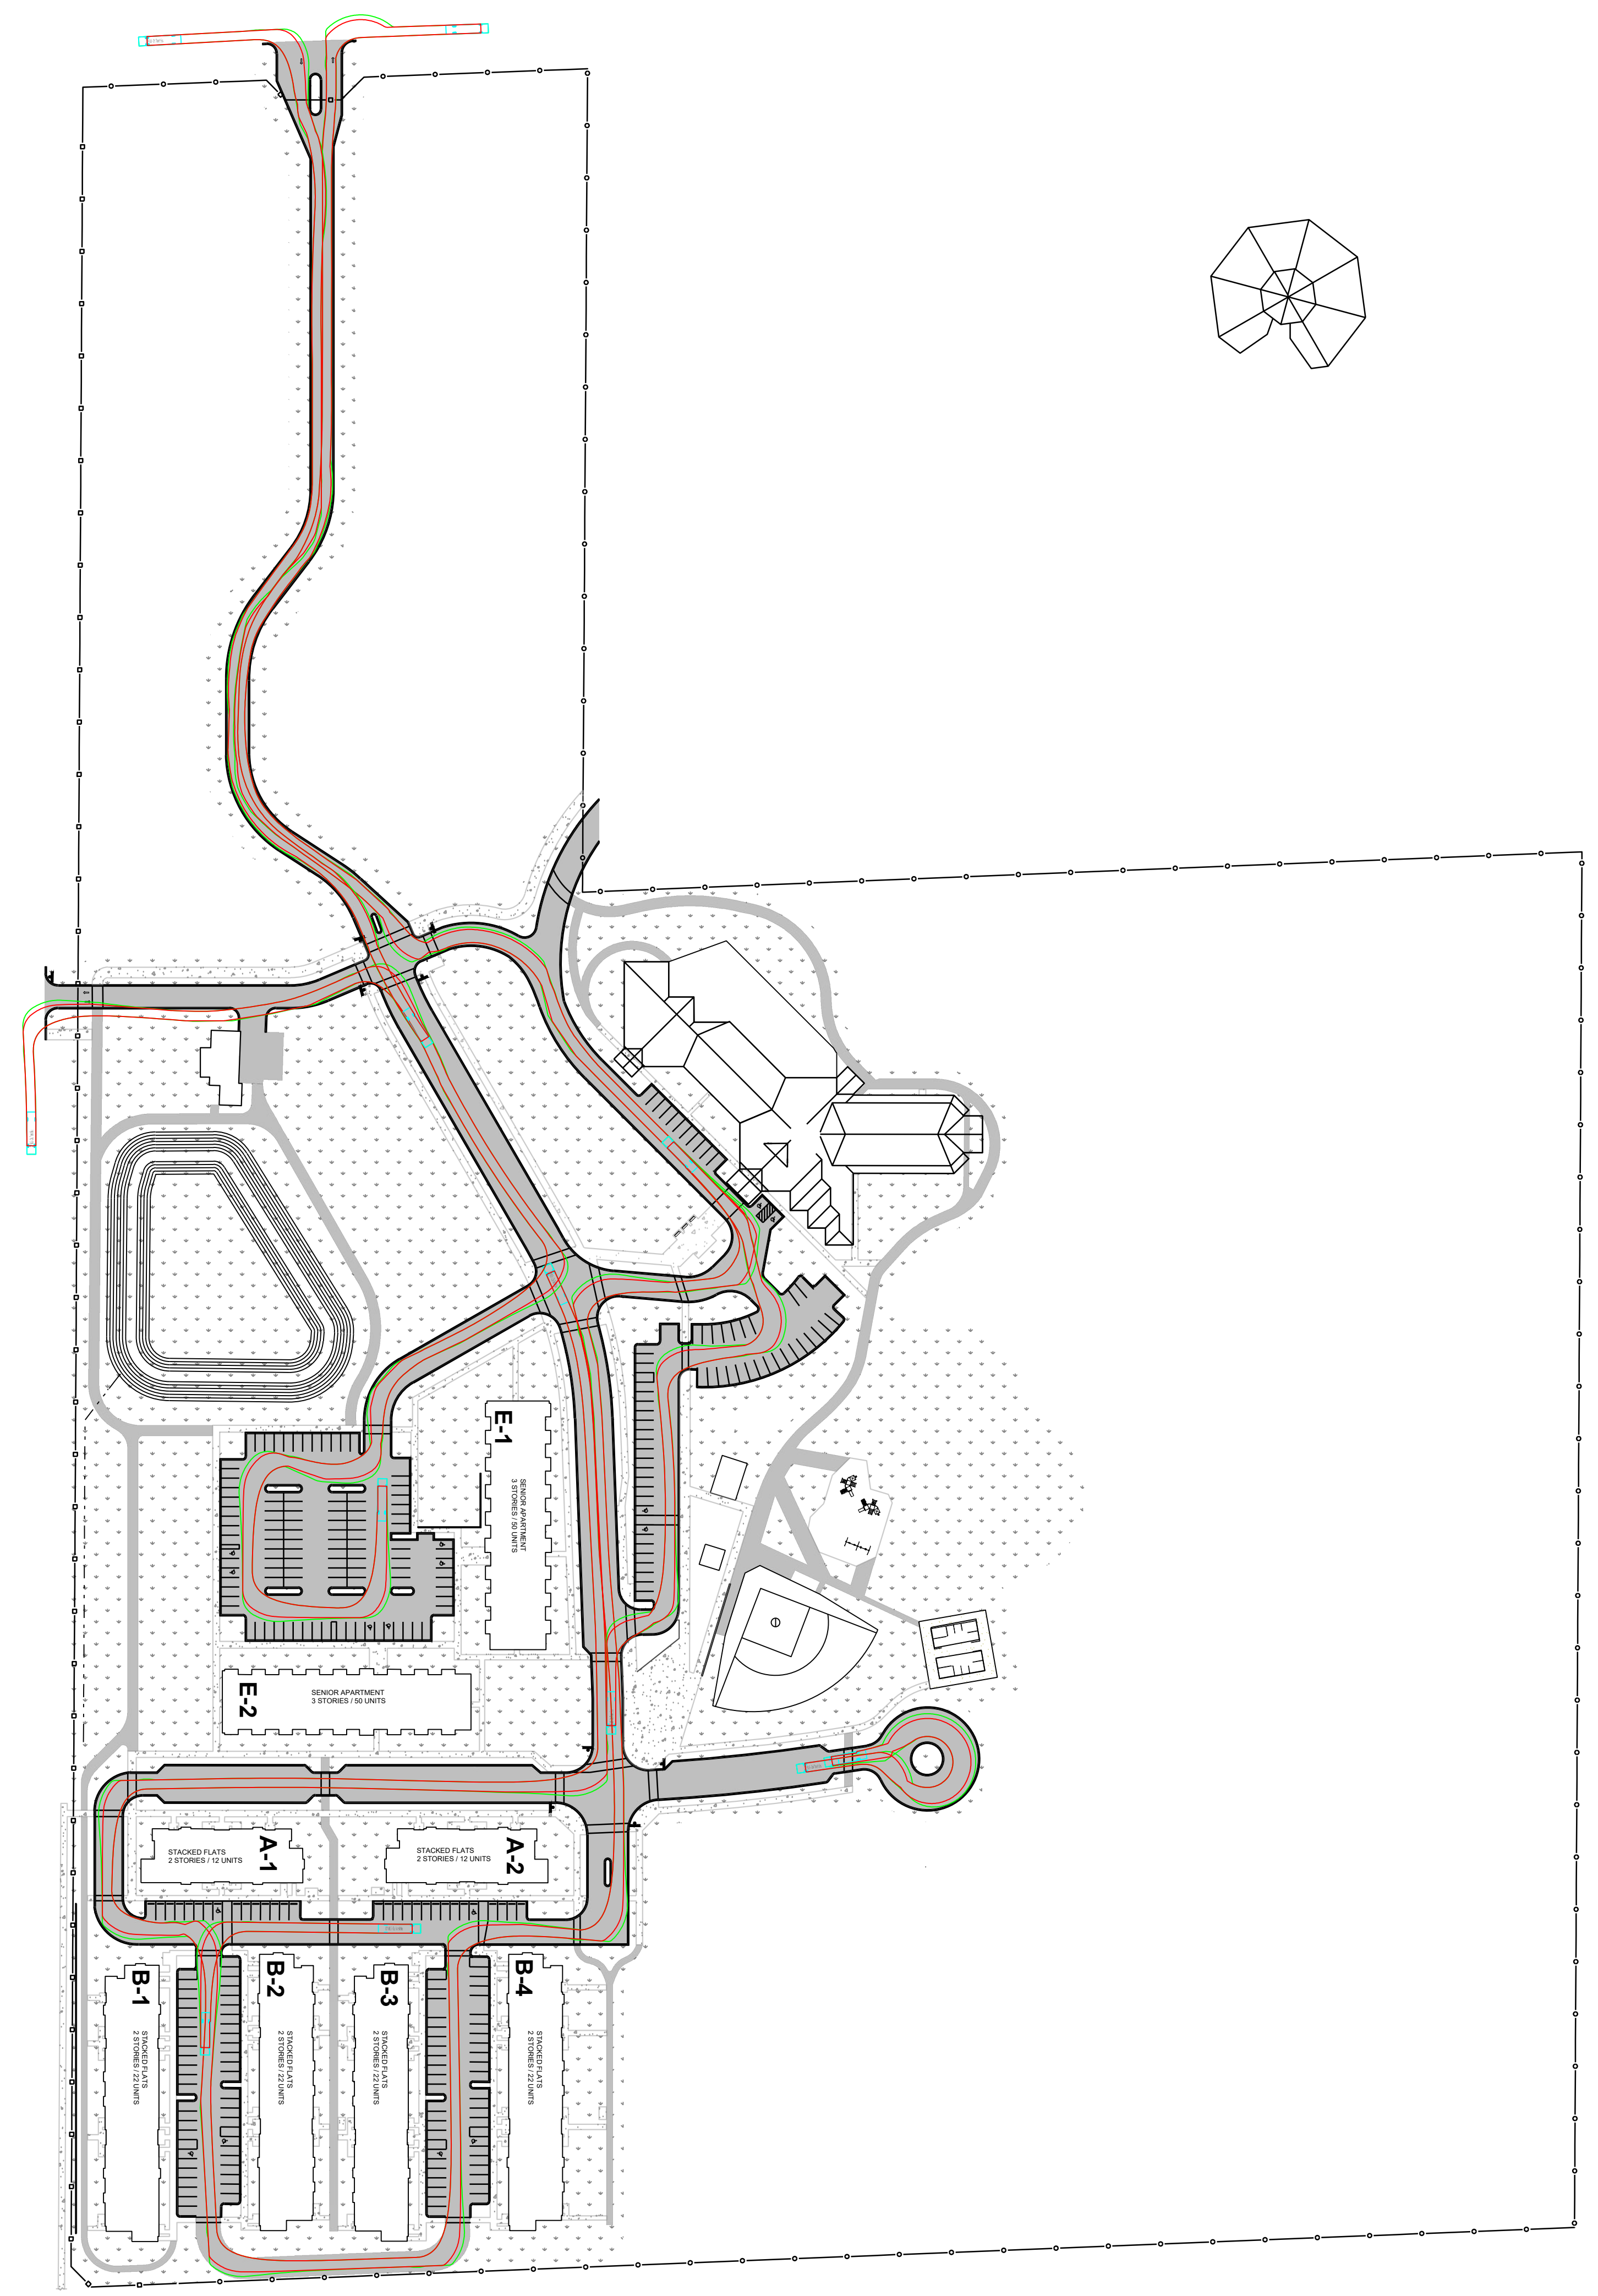 E-1
SENIOR APARTMENT
3 STORIES / 50 UNITS
E-2
SENIOR APARTMENT
3 STORIES / 50 UNITS
A-1
STACKED FLATS
2 STORIES / 12 UNITS
A-2
STACKED FLATS
2 STORIES / 12 UNITS
B-1
STACKED FLATS
2 STORIES / 22 UNITS
B-2
STACKED FLATS
2 STORIES / 22 UNITS
B-3
STACKED FLATS
2 STORIES / 22 UNITS
B-4
STACKED FLATS
2 STORIES / 22 UNITS